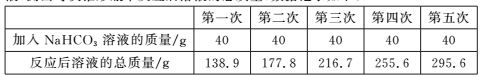 第一次 第二次 第三次 第四次 第五次
加入 NaHCO₃ 溶液的质量/g 40 40 40 40 40
反应后溶液的总质量/g 138.9 177.8 216.7 255.6 295.6